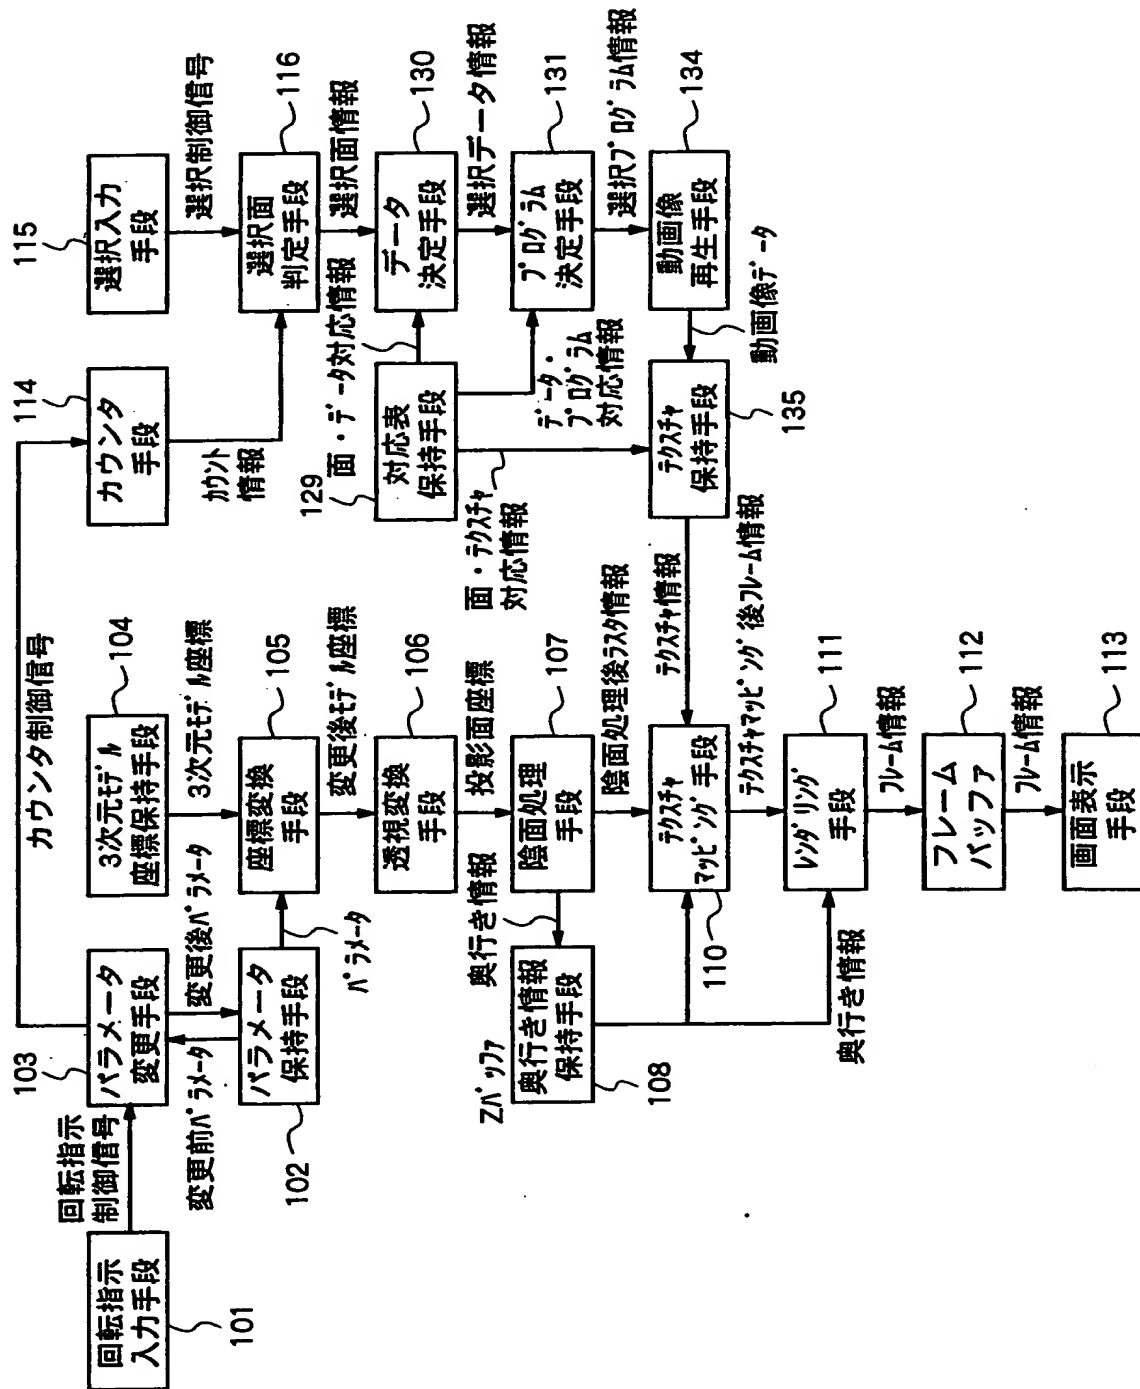 回転指示
入力手段
101
回転指示
制御信号
103
パラメータ
変更手段
変更前パラメータ
変更後パラメータ
パラメータ
保持手段
102
パラメータ
カウンタ制御信号
104
3次元モデル
座標保持手段
3次元モデル座標
座標変換
手段
105
変更後モデル座標
透視変換
手段
106
投影面座標
陰面処理
手段
107
奥行き情報
Zバッファ
奥行き情報
保持手段
108
陰面処理後ラスタ情報
テクスチャ
マッピング手段
110
テクスチャマッピング後フレーム情報
奥行き情報
レンダリング
手段
111
フレーム情報
フレーム
バッファ
112
フレーム情報
画面表示
手段
113
114
カウンタ
手段
カウント
情報
115
選択入力
手段
選択制御信号
選択面
判定手段
116
選択面情報
129
対応表
保持手段
面・データ対応情報
データ
決定手段
130
選択データ情報
データ・
プログラム
対応情報
プログラム
決定手段
131
選択プログラム情報
動画像
再生手段
134
動画像データ
面・テクスチャ
対応情報
テクスチャ
保持手段
135
テクスチャ情報